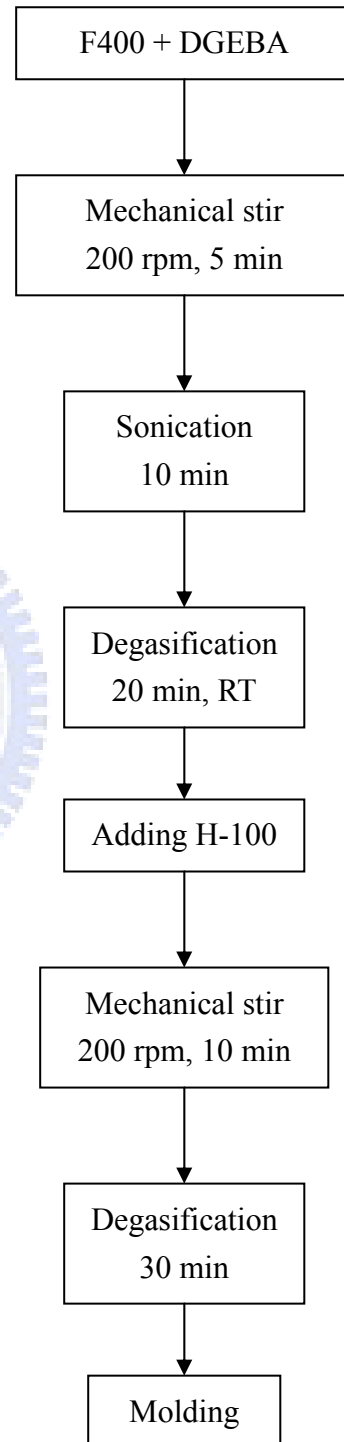 F400 + DGEBA
Mechanical stir
200 rpm, 5 min
Sonication
10 min
Degasification
20 min, RT
Adding H-100
Mechanical stir
200 rpm, 10 min
Degasification
30 min
Molding